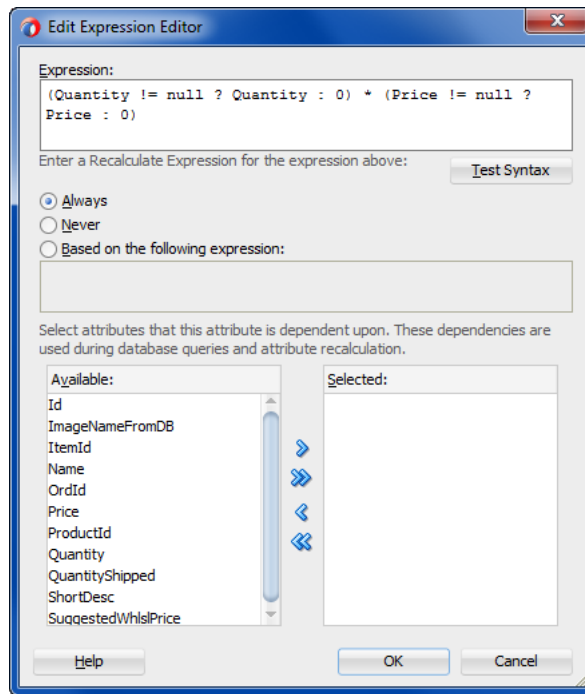 Edit Expression Editor
Expression:
(Quantity != null ? Quantity : 0) * (Price != null ?
Price : 0)
Enter a Recalculate Expression for the expression above:
Test Syntax
Always
Never
Based on the following expression:
Select attributes that this attribute is dependent upon. These dependencies are
used during database queries and attribute recalculation.
Available:
Selected:
Id
ImageNameFromDB
ItemId
Name
OrdId
Price
ProductId
Quantity
QuantityShipped
ShortDesc
SuggestedWhlslPrice
Help
OK
Cancel